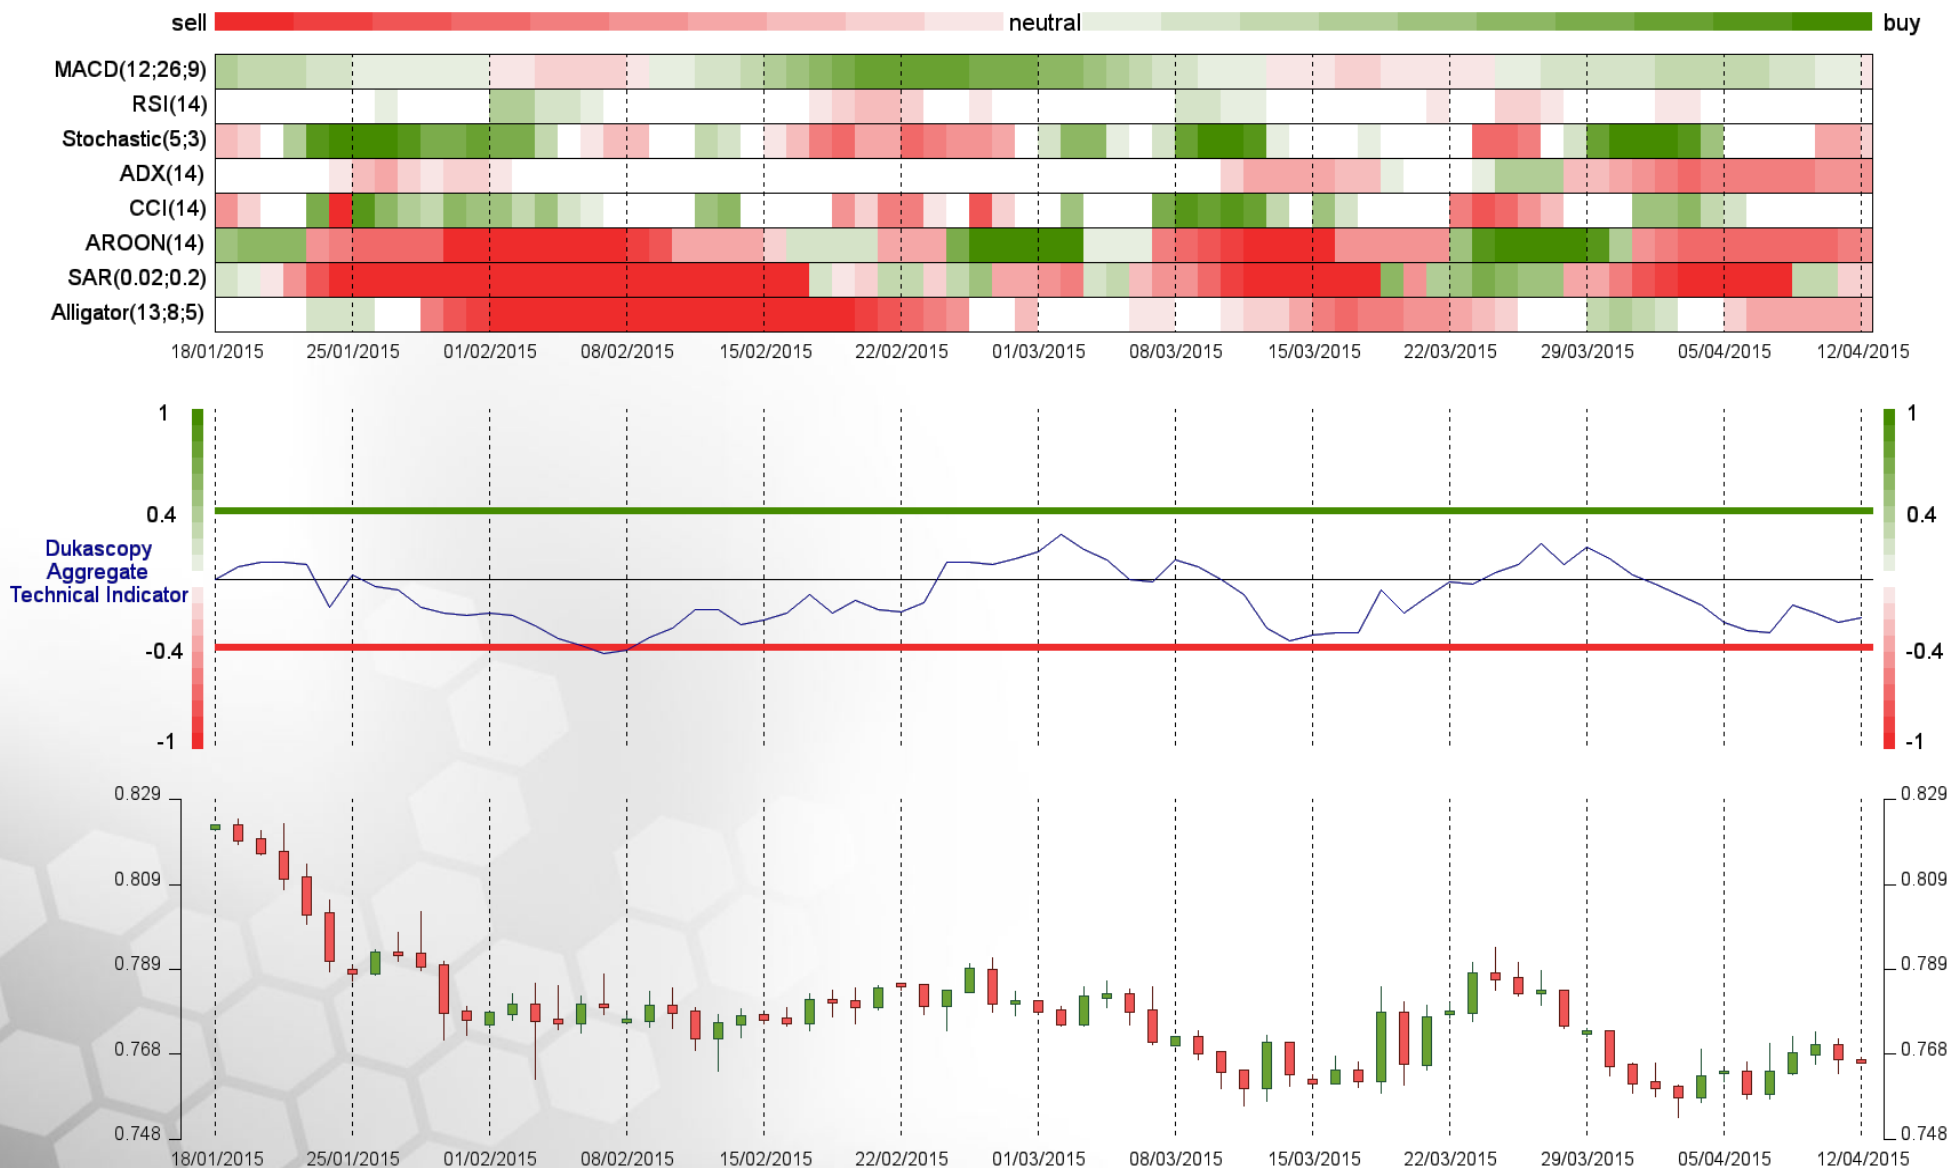 sell neutral buy
MACD(12;26;9)
RSI(14)
Stochastic(5;3)
ADX(14)
CCI(14)
AROON(14)
SAR(0.02;0.2)
Alligator(13;8;5)
18/01/2015 25/01/2015 01/02/2015 08/02/2015 15/02/2015 22/02/2015 01/03/2015 08/03/2015 15/03/2015 22/03/2015 29/03/2015 05/04/2015 12/04/2015
1 1
0.4 0.4
Dukascopy
Aggregate
Technical Indicator
-0.4 -0.4
-1 -1
0.829 0.829
0.809 0.809
0.789 0.789
0.768 0.768
0.748 0.748
18/01/2015 25/01/2015 01/02/2015 08/02/2015 15/02/2015 22/02/2015 01/03/2015 08/03/2015 15/03/2015 22/03/2015 29/03/2015 05/04/2015 12/04/2015